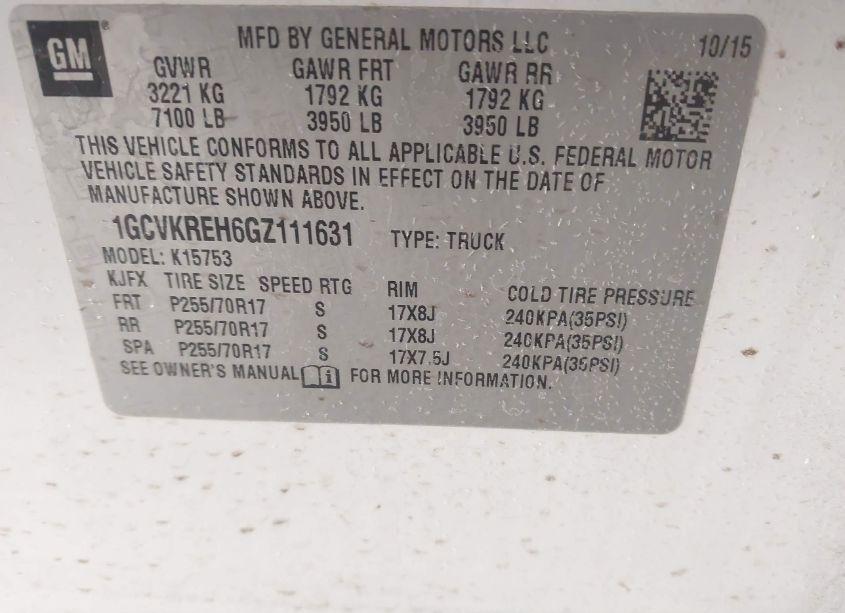 GM
MFD BY GENERAL MOTORS LLC 10/15
GVWR GAWR FRT GAWR RR
3221 KG 1792 KG 1792 KG
7100 LB 3950 LB 3950 LB
THIS VEHICLE CONFORMS TO ALL APPLICABLE U.S. FEDERAL MOTOR
VEHICLE SAFETY STANDARDS IN EFFECT ON THE DATE OF
MANUFACTURE SHOWN ABOVE.
1GCVKREH6GZ111631 TYPE: TRUCK
MODEL: K15753
KJFX TIRE SIZE SPEED RTG RIM COLD TIRE PRESSURE
FRT P255/70R17 S 17X8J 240KPA(35PSI)
RR P255/70R17 S 17X8J 240KPA(35PSI)
SPA P255/70R17 S 17X7.5J 240KPA(35PSI)
SEE OWNER'S MANUAL FOR MORE INFORMATION.